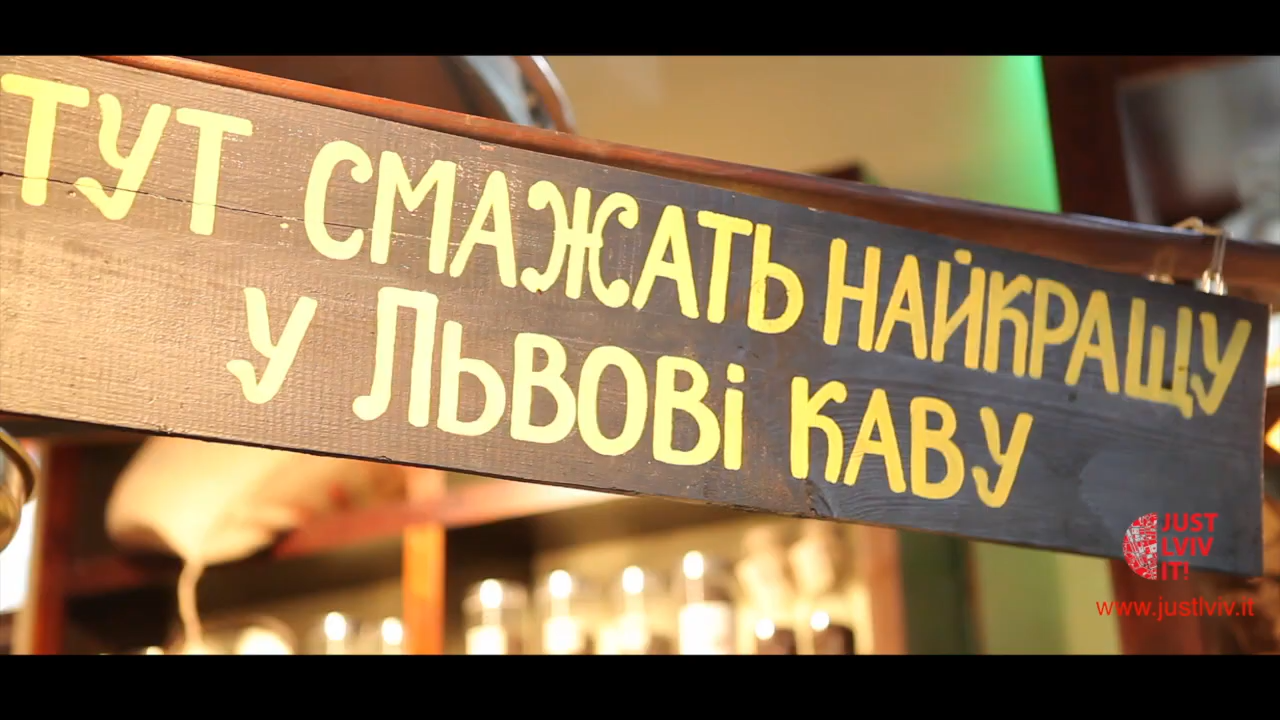 ТУТ СМАЖАТЬ НАЙКРАЩУ
У ЛЬВОВІ КАВУ
JUST
LVIV
IT!
www.justlviv.it